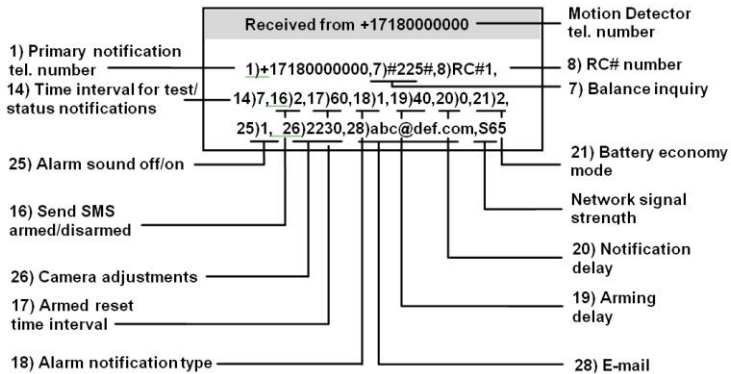 Received from +17180000000
1)+17180000000,7)#225#,8)RC#1,
14)7,16)2,17)60,18)1,19)40,20)0,21)2,
25)1, 26)2230,28)abc@def.com,S65
1) Primary notification
tel. number
14) Time interval for test/
status notifications
25) Alarm sound off/on
16) Send SMS
armed/disarmed
26) Camera adjustments
17) Armed reset
time interval
18) Alarm notification type
Motion Detector
tel. number
8) RC# number
7) Balance inquiry
21) Battery economy
mode
Network signal
strength
20) Notification
delay
19) Arming
delay
28) E-mail